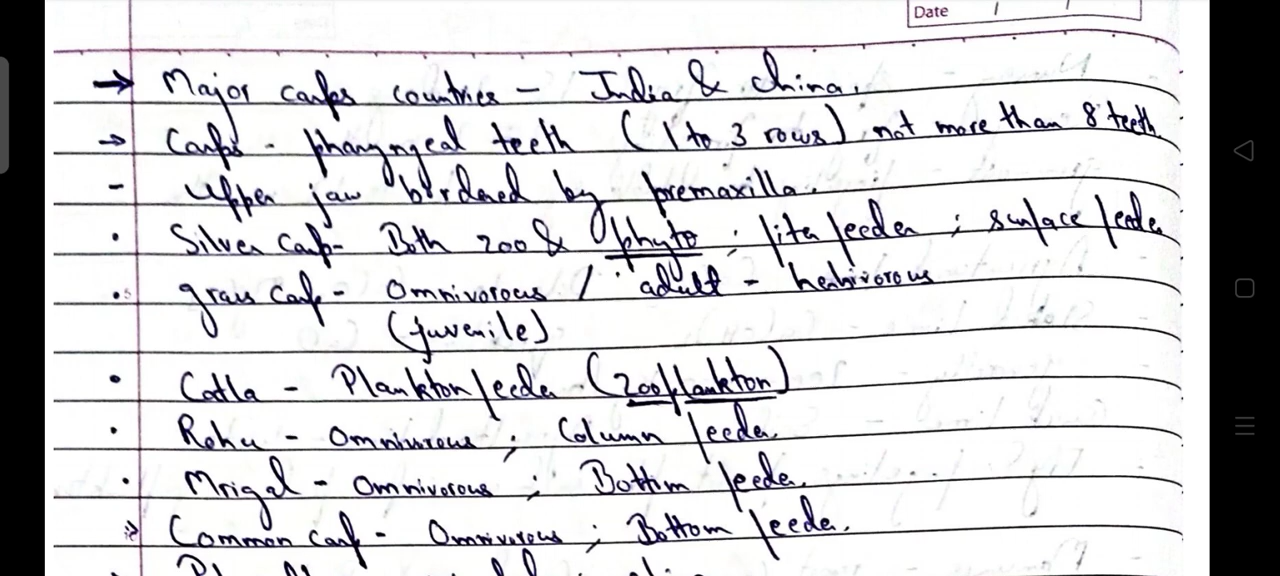 Date / /
→ Major carps countries - India & China.
→ Carps - pharyngeal teeth (1 to 3 rows) not more than 8 teeth
- Upper jaw bordered by premaxilla.
• Silver carp - Both zoo & phyto ; filter feeder ; surface feeder
• grass carp - Omnivorous / adult - herbivorous
(juvenile)
• Catla - Plankton feeder (zooplankton)
• Rohu - Omnivorous ; Column feeder.
• Mrigal - Omnivorous ; Bottom feeder.
→ Common carp - Omnivorous ; Bottom feeder.